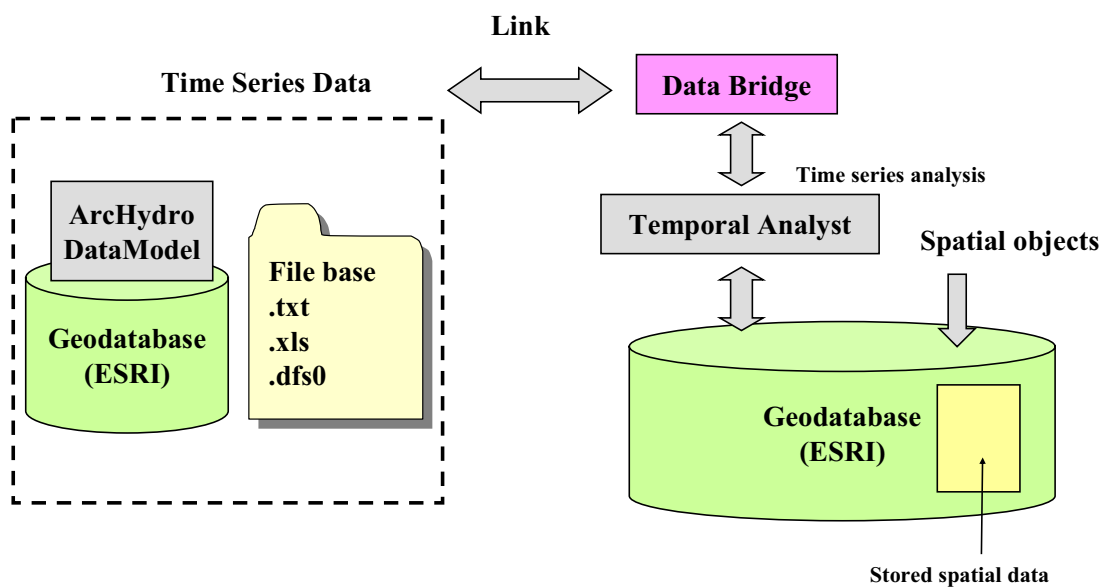 Link
Time Series Data
Data Bridge
Time series analysis
ArcHydro
DataModel
Temporal Analyst
Spatial objects
File base
.txt
.xls
.dfs0
Geodatabase
(ESRI)
Geodatabase
(ESRI)
Stored spatial data